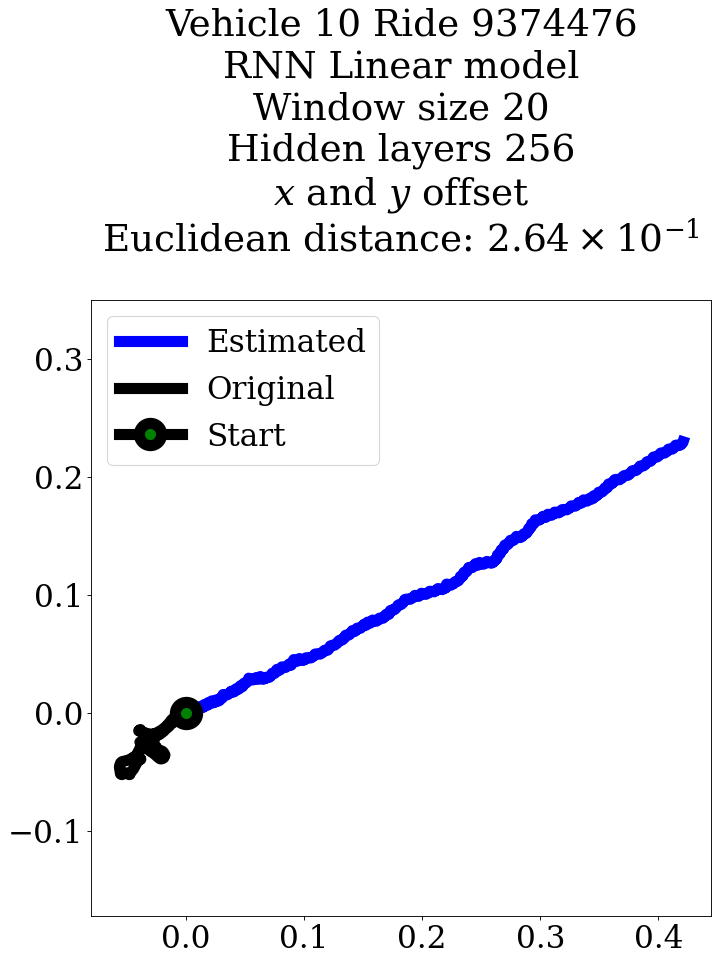 Vehicle 10 Ride 9374476
RNN Linear model
Window size 20
Hidden layers 256
x and y offset
Euclidean distance: 2.64 × 10⁻¹
Estimated
Original
Start
0.3
0.2
0.1
0.0
−0.1
0.0 0.1 0.2 0.3 0.4